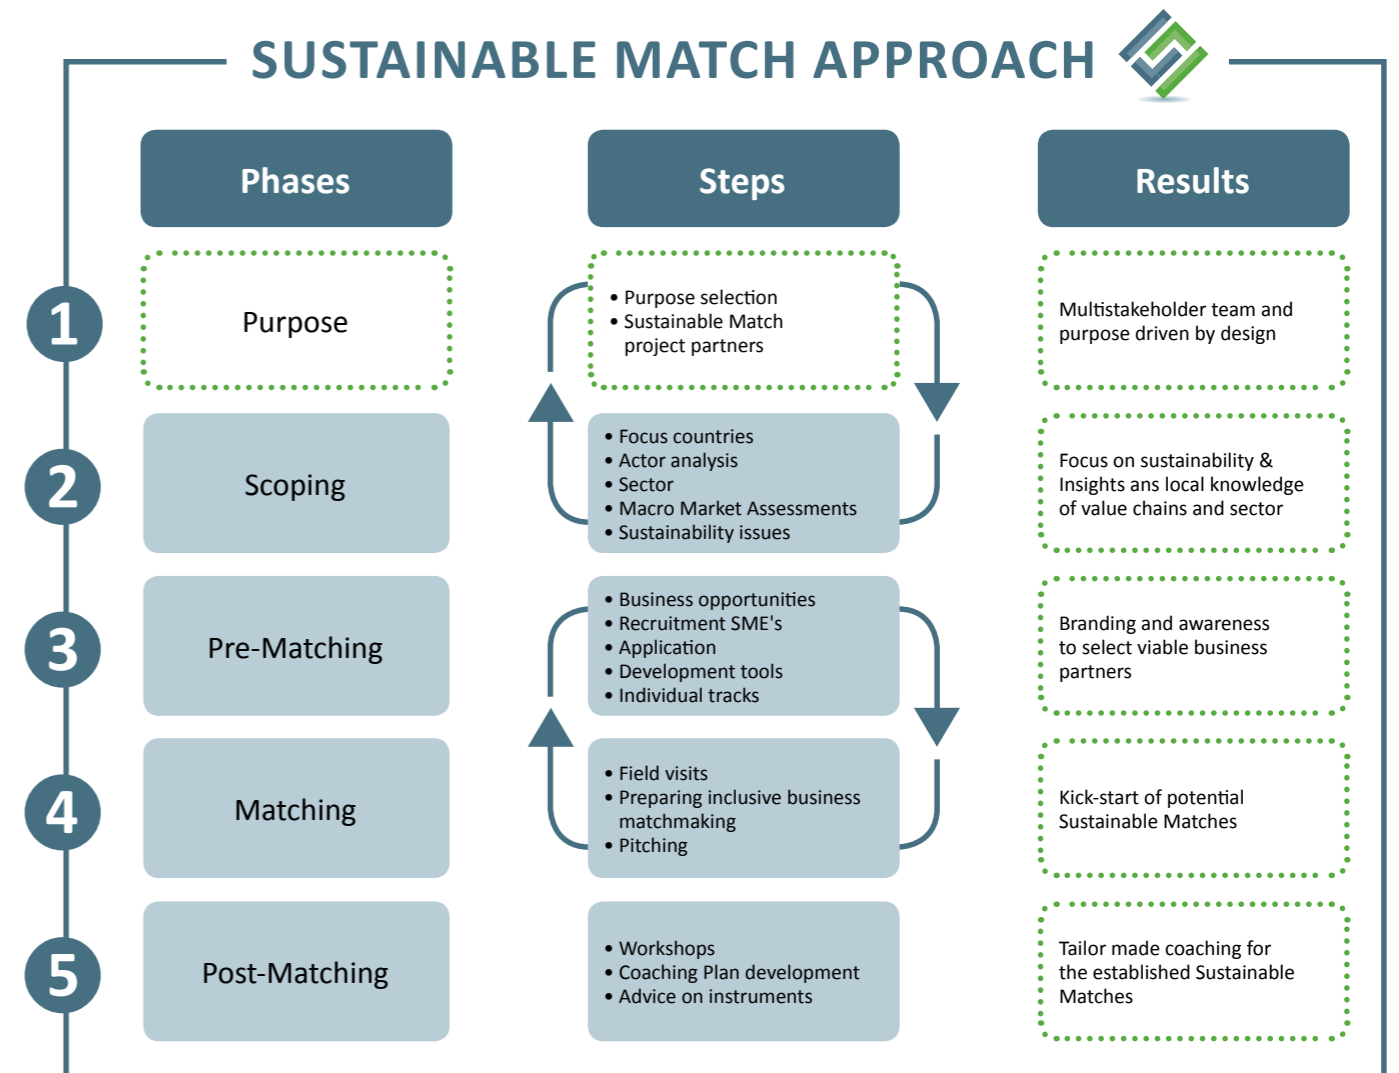 SUSTAINABLE MATCH APPROACH
Phases
Steps
Results
1
Purpose
• Purpose selection
• Sustainable Match
project partners
Multistakeholder team and
purpose driven by design
2
Scoping
• Focus countries
• Actor analysis
• Sector
• Macro Market Assessments
• Sustainability issues
Focus on sustainability &
Insights ans local knowledge
of value chains and sector
3
Pre-Matching
• Business opportunities
• Recruitment SME's
• Application
• Development tools
• Individual tracks
Branding and awareness
to select viable business
partners
4
Matching
• Field visits
• Preparing inclusive business
matchmaking
• Pitching
Kick-start of potential
Sustainable Matches
5
Post-Matching
• Workshops
• Coaching Plan development
• Advice on instruments
Tailor made coaching for
the established Sustainable
Matches